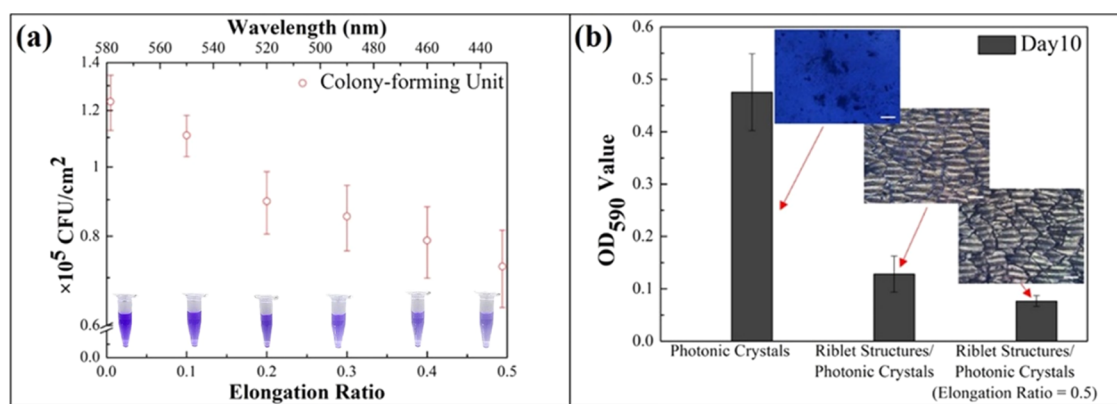 (a)
Wavelength (nm)
580 560 540 520 500 480 460 440
Colony-forming Unit
×10⁵ CFU/cm²
1.4
1.2
1
0.8
0.6
0.0
0.0 0.1 0.2 0.3 0.4 0.5
Elongation Ratio
(b)
Day10
OD590 Value
0.6
0.5
0.4
0.3
0.2
0.1
0.0
Photonic Crystals
Riblet Structures/
Photonic Crystals
Riblet Structures/
Photonic Crystals
(Elongation Ratio = 0.5)